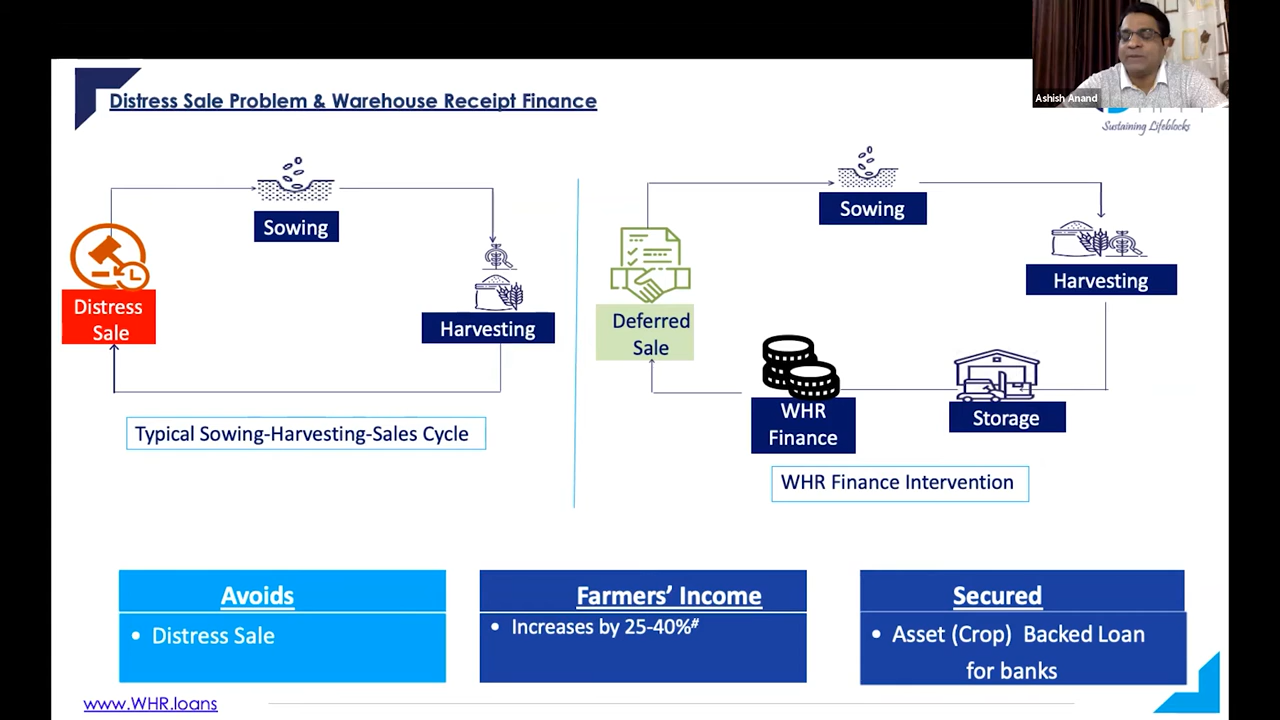 Ashish Anand
Distress Sale Problem & Warehouse Receipt Finance
Sustaining Lifeblocks
Sowing
Harvesting
Distress
Sale
Typical Sowing-Harvesting-Sales Cycle
Sowing
Harvesting
Storage
WHR
Finance
Deferred
Sale
WHR Finance Intervention
Avoids
• Distress Sale
Farmers’ Income
• Increases by 25-40%#
Secured
• Asset (Crop) Backed Loan
for banks
www.WHR.loans